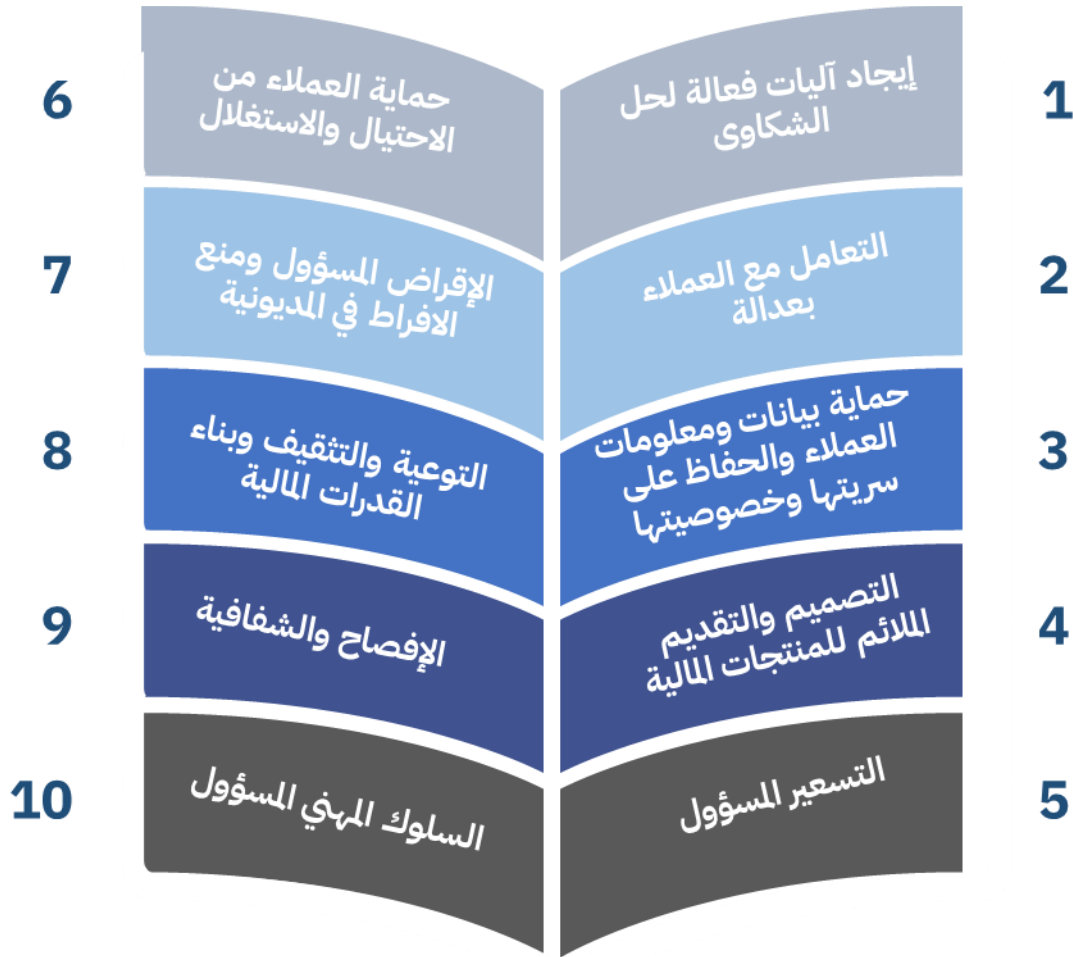 1
إيجاد آليات فعالة لحل
الشكاوى
2
التعامل مع العملاء
بعدالة
3
حماية بيانات ومعلومات
العملاء والحفاظ على
سريتها وخصوصيتها
4
التصميم والتقديم
الملائم للمنتجات المالية
5
التسعير المسؤول
6
حماية العملاء من
الاحتيال والاستغلال
7
الإقراض المسؤول ومنع
الافراط في المديونية
8
التوعية والتثقيف وبناء
القدرات المالية
9
الإفصاح والشفافية
10
السلوك المهني المسؤول